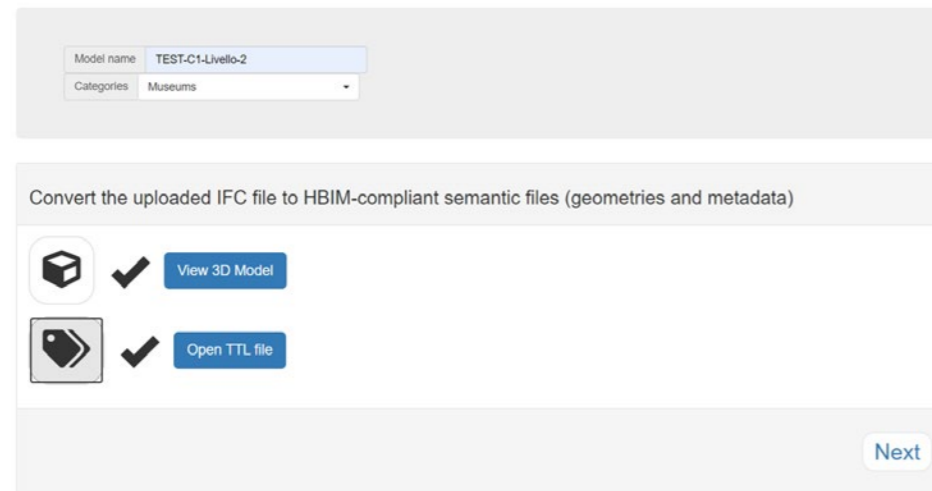 Model name TEST-C1-Livello-2
Categories Museums
Convert the uploaded IFC file to HBIM-compliant semantic files (geometries and metadata)
View 3D Model
Open TTL file
Next